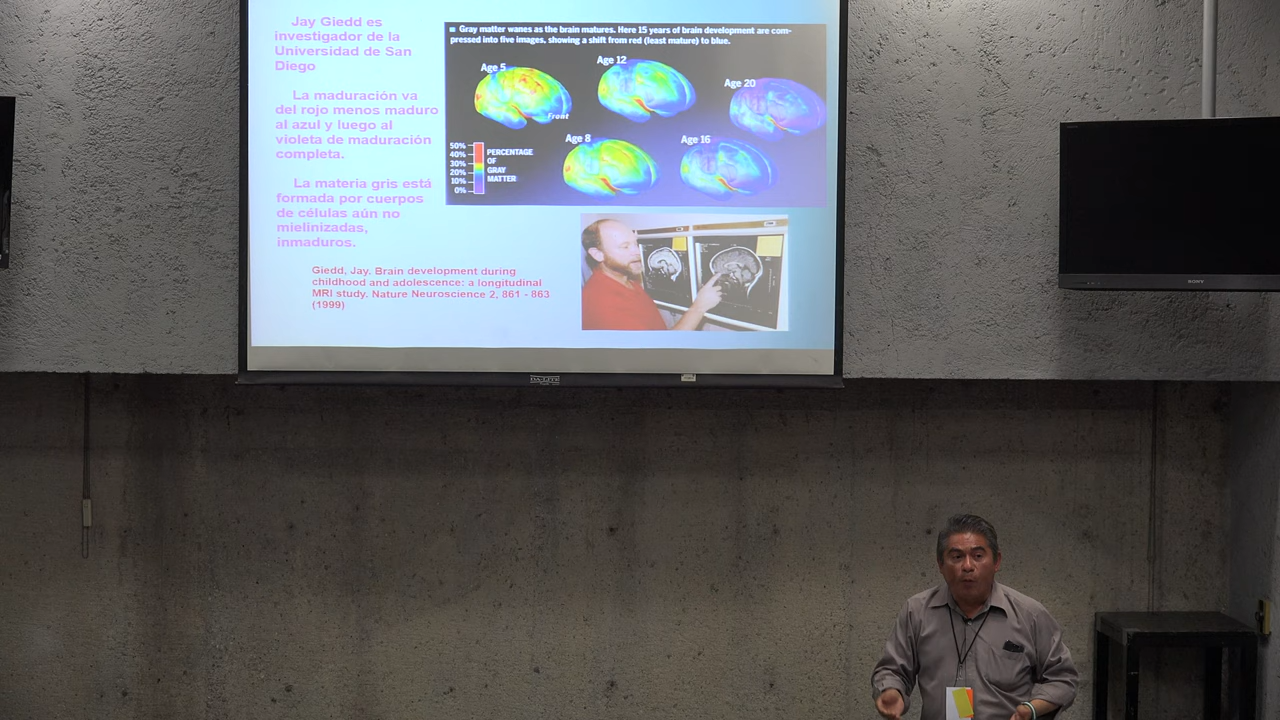 Jay Giedd es
investigador de la
Universidad de San
Diego
La maduración va
del rojo menos maduro
al azul y luego al
violeta de maduración
completa.
La materia gris está
formada por cuerpos
de células aún no
mielinizadas,
inmaduros.
Giedd, Jay. Brain development during
childhood and adolescence: a longitudinal
MRI study. Nature Neuroscience 2, 861 - 863
(1999)
Gray matter wanes as the brain matures. Here 15 years of brain development are com-
pressed into five images, showing a shift from red (least mature) to blue.
Age 5
Age 12
Age 20
Front
Age 8
Age 16
50%
40%
30%
20%
10%
0%
PERCENTAGE
OF
GRAY
MATTER
DA-LITE
SONY